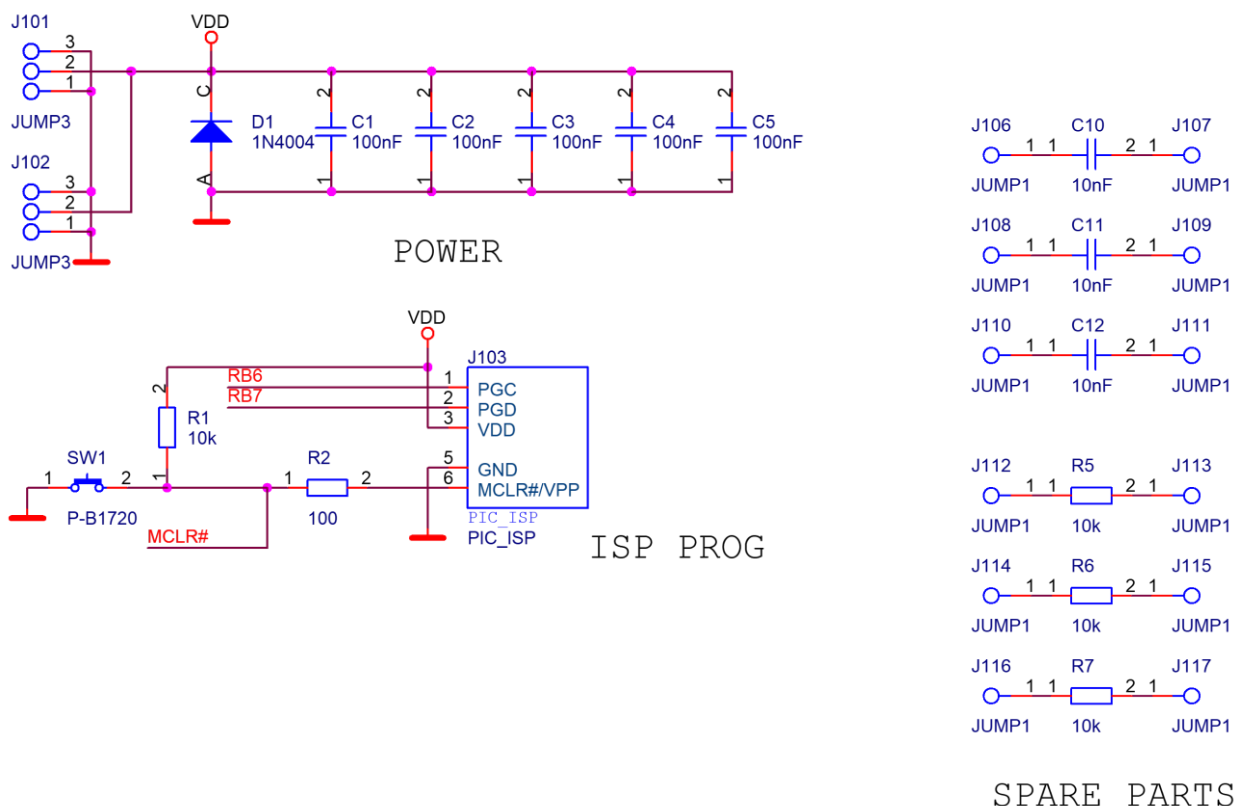 J101
VDD
3
2
1
JUMP3
C
D1
1N4004
A
2
C1
100nF
1
2
C2
100nF
1
2
C3
100nF
1
2
C4
100nF
1
2
C5
100nF
1
J102
3
2
1
JUMP3
POWER
VDD
J103
RB6
1
PGC
RB7
2
PGD
3
VDD
2
R1
10k
1
SW1
1
2
P-B1720
R2
1
2
100
5
GND
6
MCLR#/VPP
PIC_ISP
PIC_ISP
MCLR#
ISP PROG
J106
C10
J107
1 1
2 1
JUMP1
10nF
JUMP1
J108
C11
J109
1 1
2 1
JUMP1
10nF
JUMP1
J110
C12
J111
1 1
2 1
JUMP1
10nF
JUMP1
J112
R5
J113
1 1
2 1
JUMP1
10k
JUMP1
J114
R6
J115
1 1
2 1
JUMP1
10k
JUMP1
J116
R7
J117
1 1
2 1
JUMP1
10k
JUMP1
SPARE PARTS